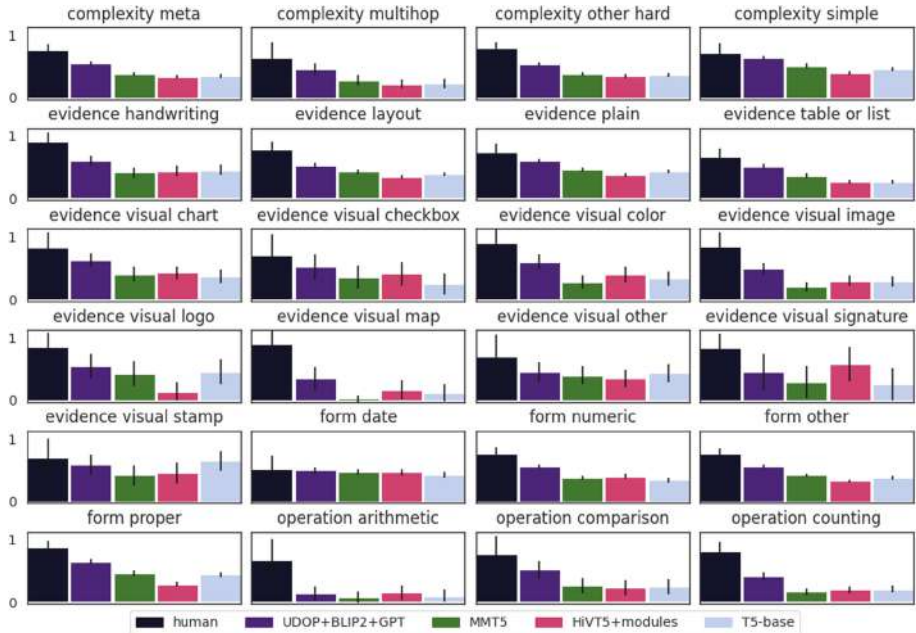 complexity meta complexity multihop complexity other hard complexity simple
1
0
evidence handwriting evidence layout evidence plain evidence table or list
1
0
evidence visual chart evidence visual checkbox evidence visual color evidence visual image
1
0
evidence visual logo evidence visual map evidence visual other evidence visual signature
1
0
evidence visual stamp form date form numeric form other
1
0
form proper operation arithmetic operation comparison operation counting
1
0
human UDOP+BLIP2+GPT MMT5 HiVT5+modules T5-base